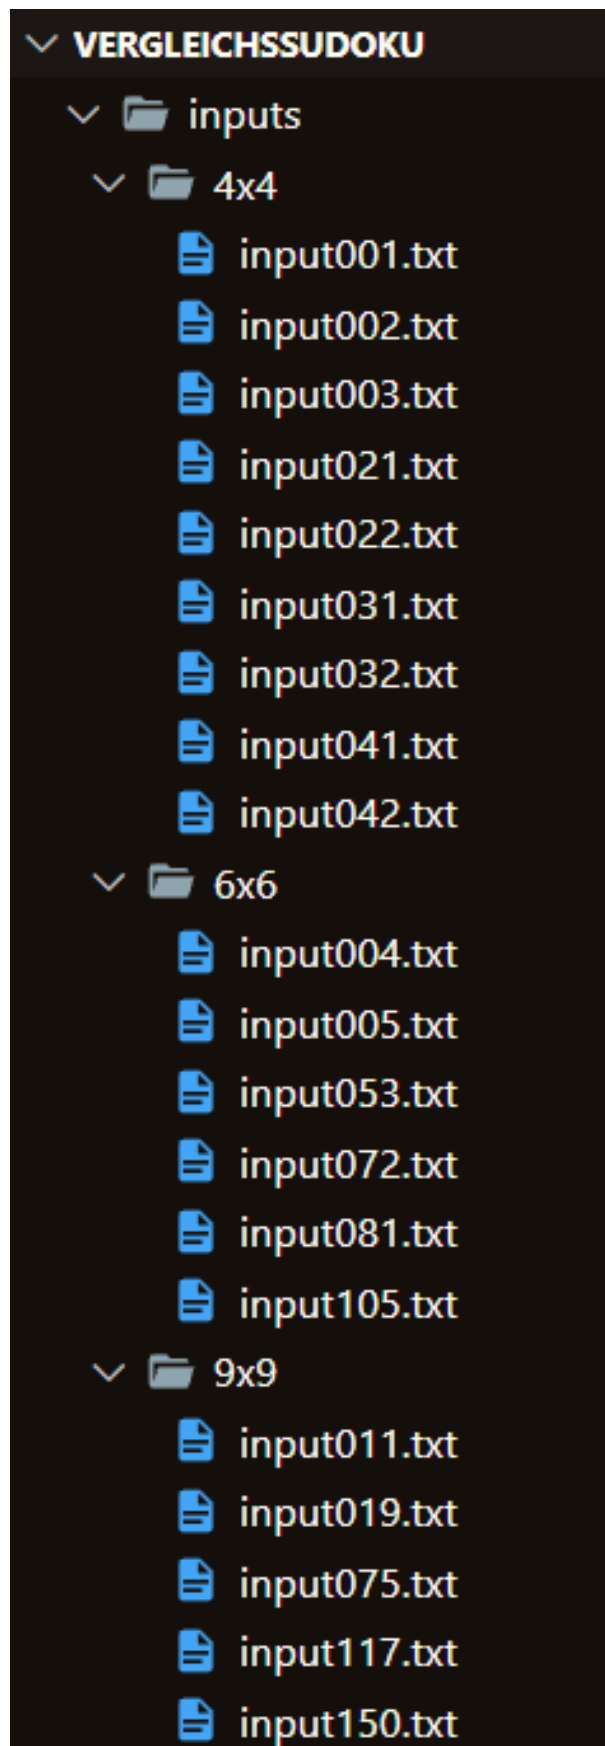 VERGLEICHSSUDOKU
inputs
4x4
input001.txt
input002.txt
input003.txt
input021.txt
input022.txt
input031.txt
input032.txt
input041.txt
input042.txt
6x6
input004.txt
input005.txt
input053.txt
input072.txt
input081.txt
input105.txt
9x9
input011.txt
input019.txt
input075.txt
input117.txt
input150.txt